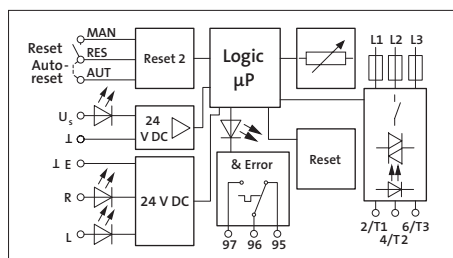 MAN
RES
AUT
Reset
Auto-
reset
Reset 2
Logic
µP
L1 L2 L3
Us
⊥
24
V DC
⊥ E
R
L
24 V DC
& Error
97 96 95
Reset
2/T1 6/T3
4/T2